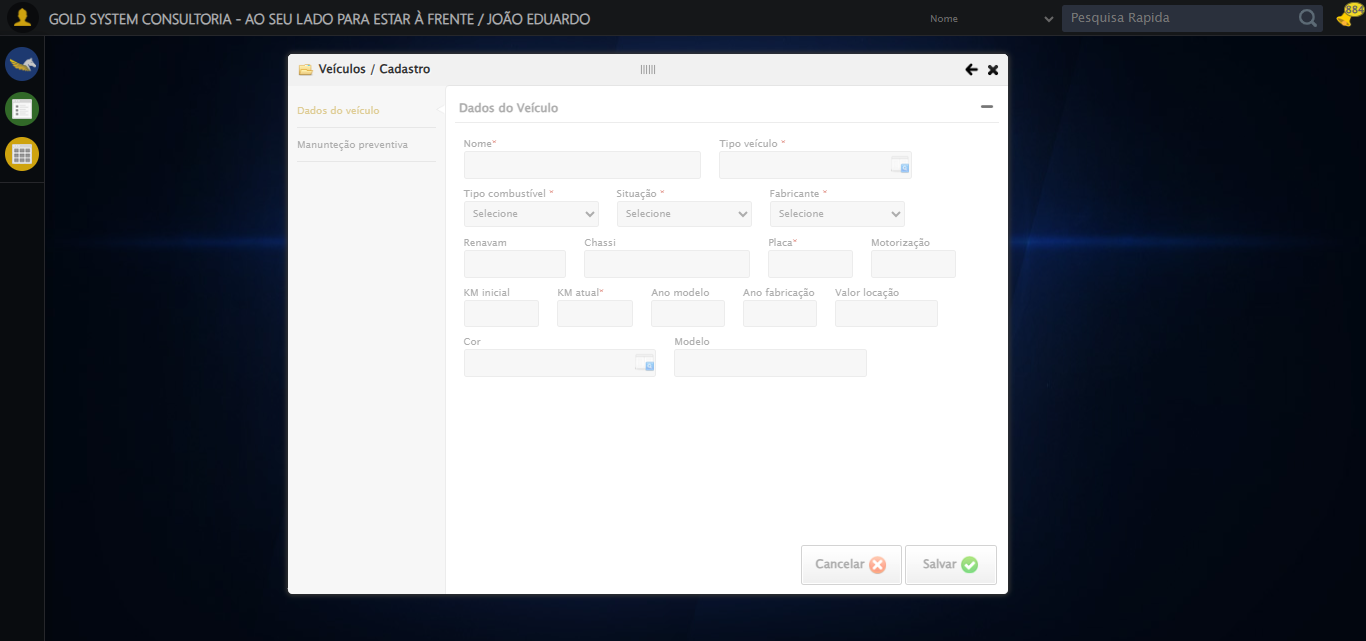 GOLD SYSTEM CONSULTORIA - AO SEU LADO PARA ESTAR À FRENTE / JOÃO EDUARDO
Nome
Pesquisa Rapida
884
Veículos / Cadastro
Dados do veículo
Manunteção preventiva
Dados do Veículo
Nome* Tipo veículo *
Tipo combustível * Situação * Fabricante *
Selecione Selecione Selecione
Renavam Chassi Placa* Motorização
KM inicial KM atual* Ano modelo Ano fabricação Valor locação
Cor Modelo
Cancelar Salvar